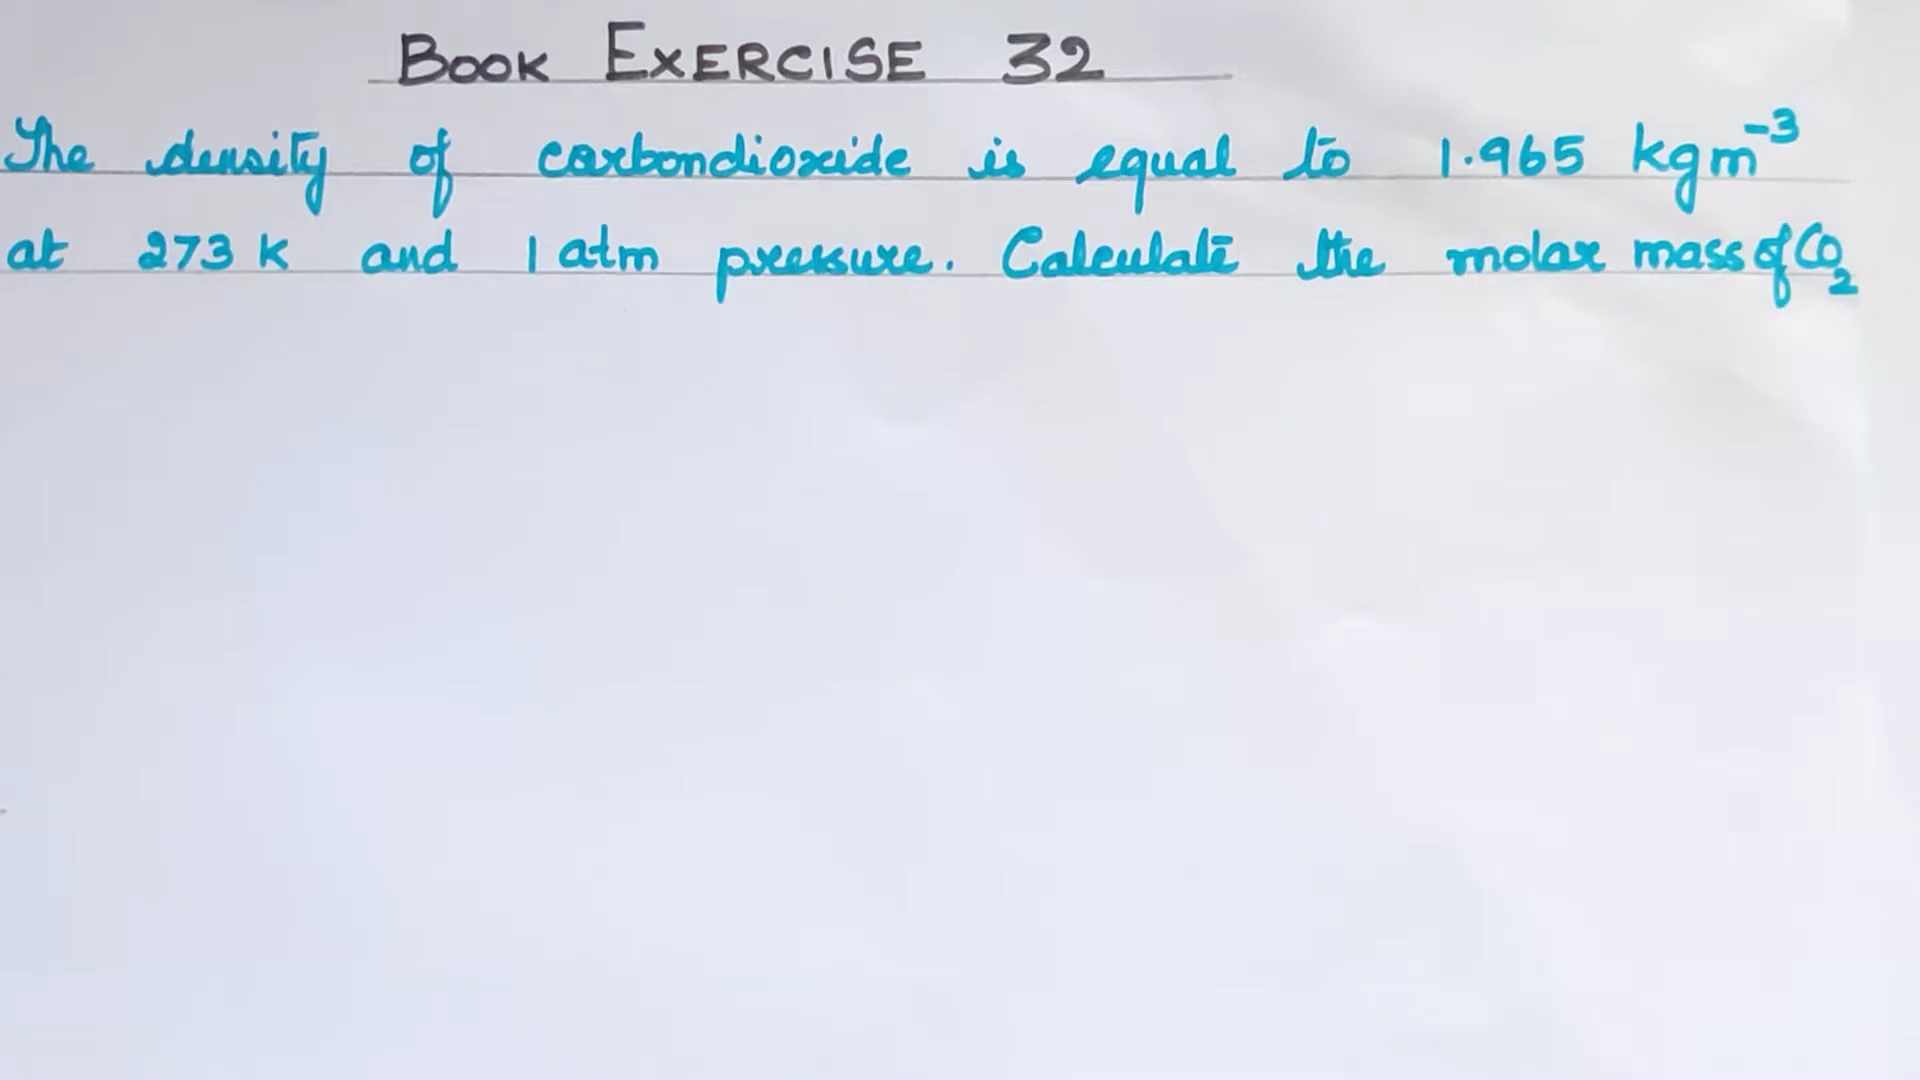 BOOK EXERCISE 32
The density of carbondioxide is equal to 1.965 kgm⁻³
at 273 K and 1 atm pressure. Calculate the molar mass of CO₂